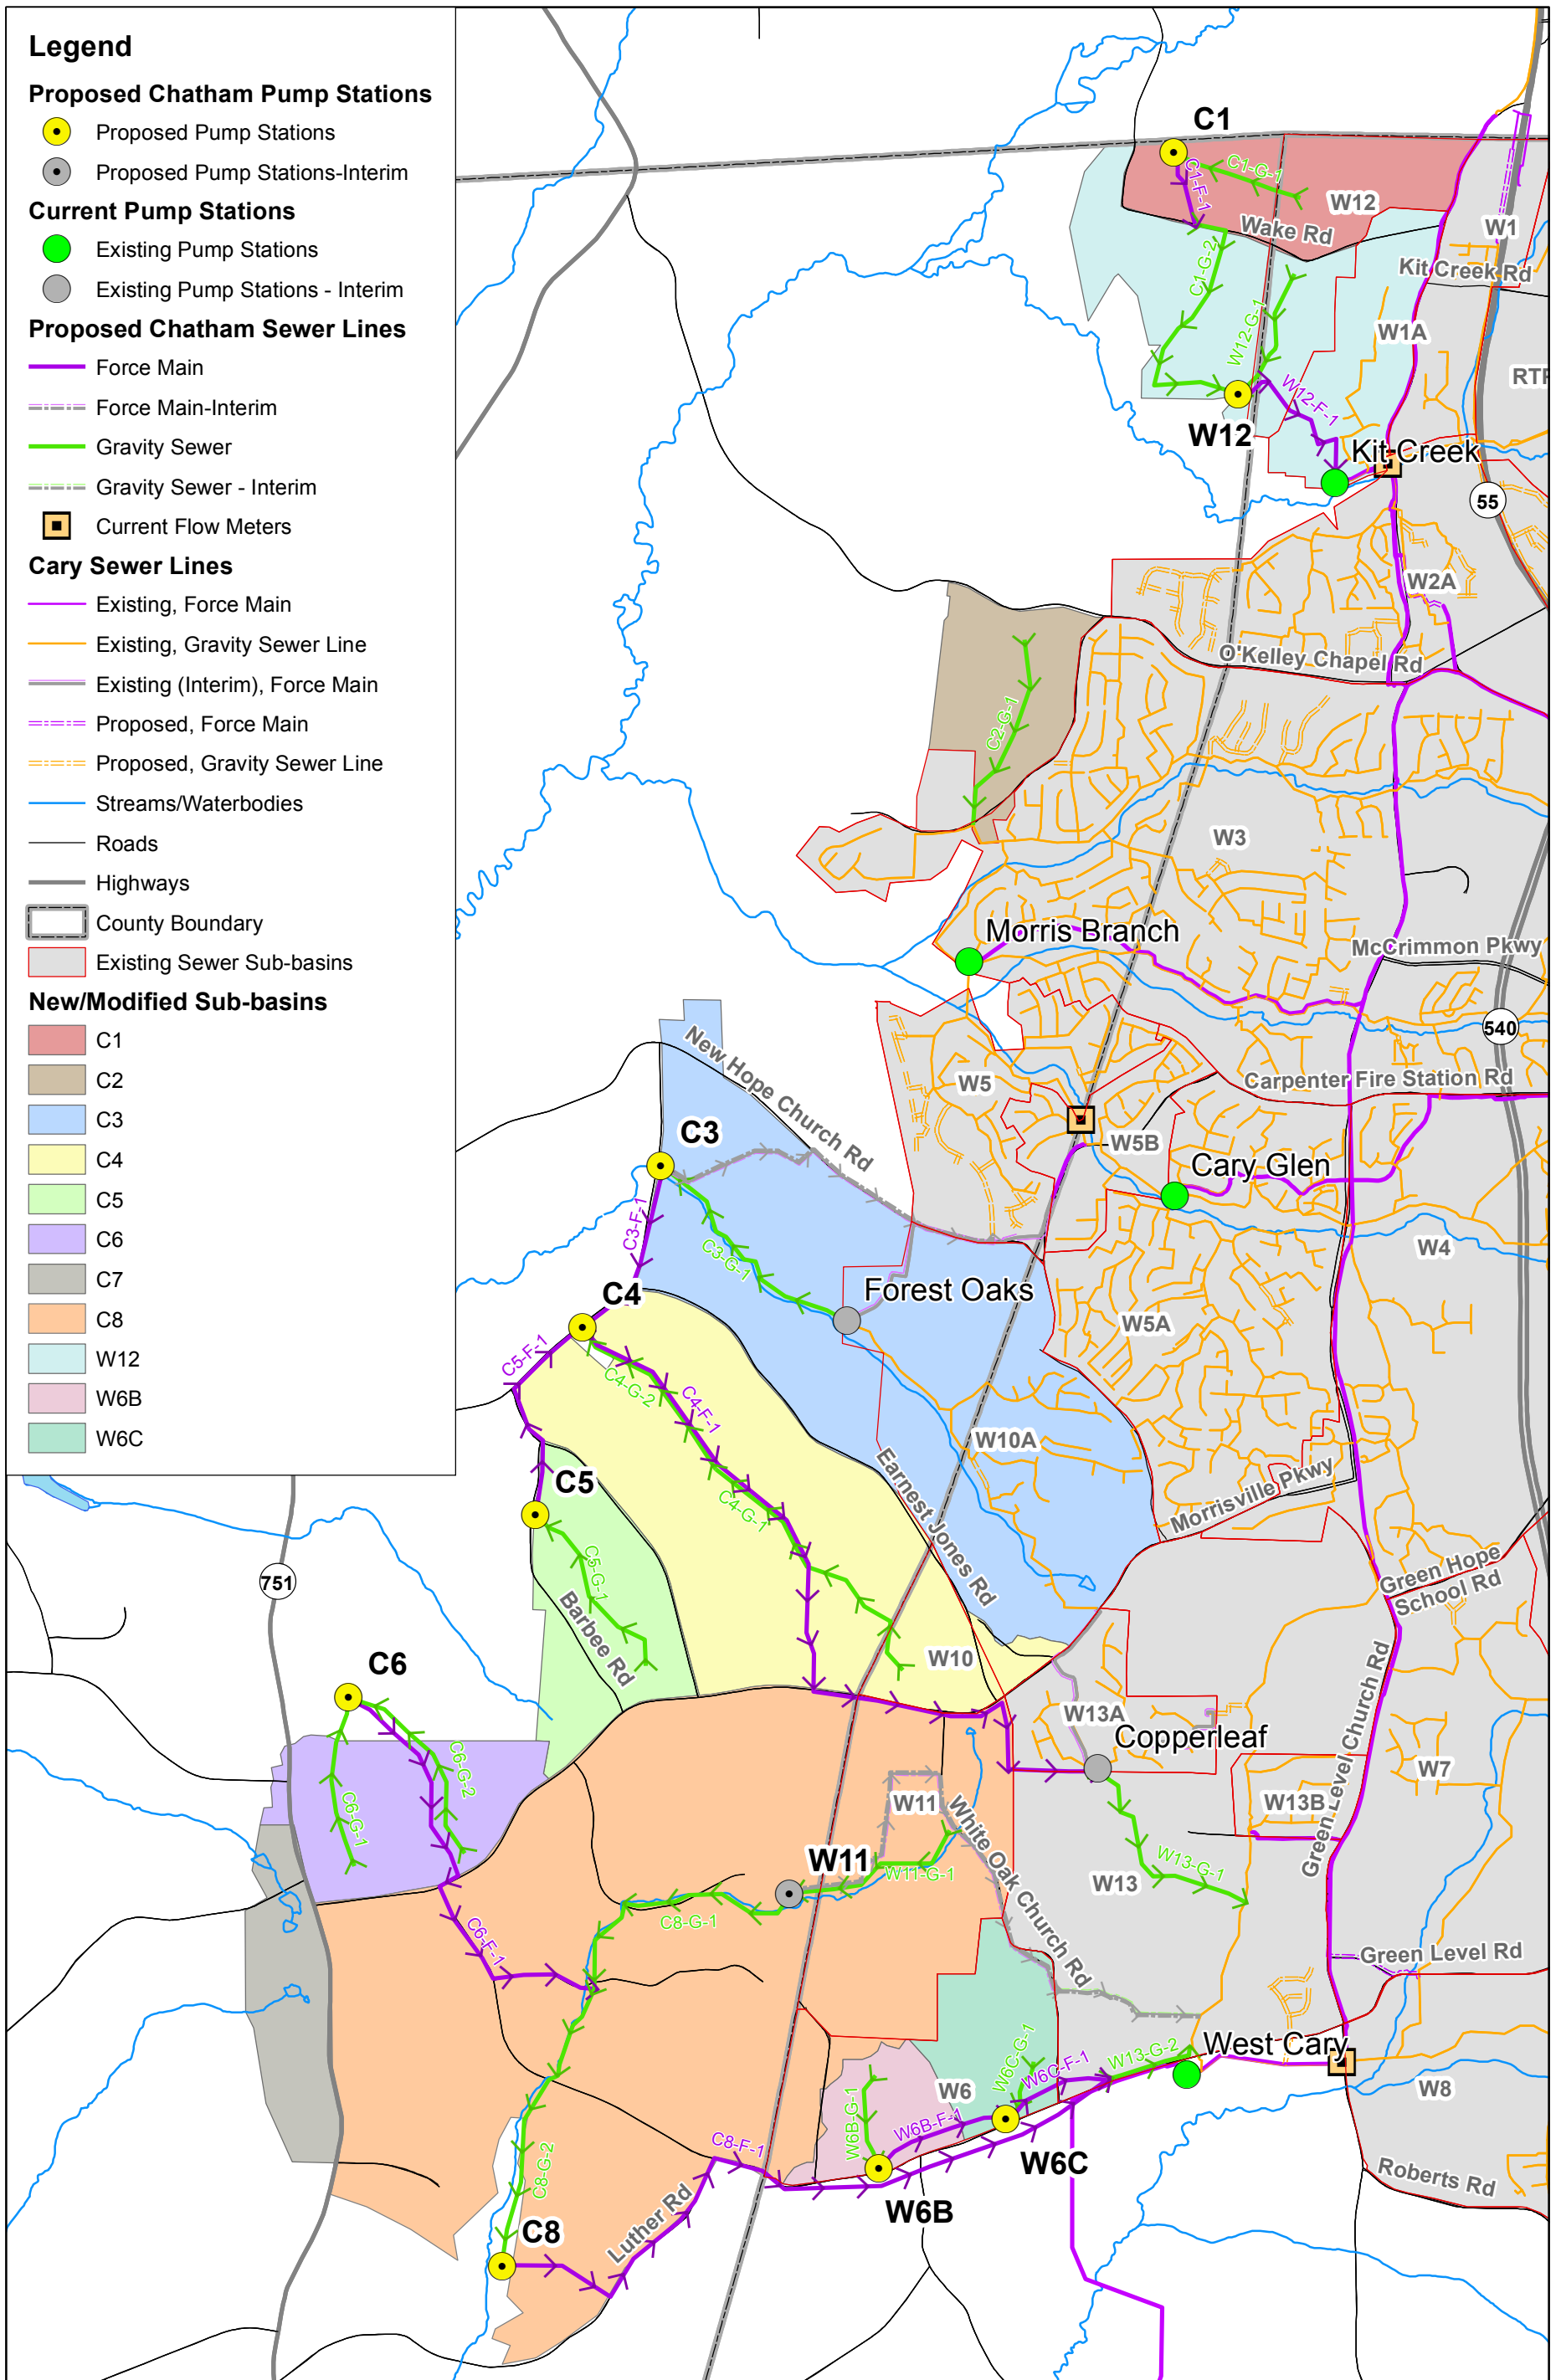 Legend
Proposed Chatham Pump Stations
Proposed Pump Stations
Proposed Pump Stations-Interim
Current Pump Stations
Existing Pump Stations
Existing Pump Stations - Interim
Proposed Chatham Sewer Lines
Force Main
Force Main-Interim
Gravity Sewer
Gravity Sewer - Interim
Current Flow Meters
Cary Sewer Lines
Existing, Force Main
Existing, Gravity Sewer Line
Existing (Interim), Force Main
Proposed, Force Main
Proposed, Gravity Sewer Line
Streams/Waterbodies
Roads
Highways
County Boundary
Existing Sewer Sub-basins
New/Modified Sub-basins
C1
C2
C3
C4
C5
C6
C7
C8
W12
W6B
W6C
C1
C1-G-1
C1-F-1
W12
W1
Wake Rd
Kit Creek Rd
C1-G-2
W12-G-1
W1A
RTP
W12-F-1
W12
Kit Creek
55
W2A
O'Kelley Chapel Rd
C2-G-1
W3
Morris Branch
McCrimmon Pkwy
540
New Hope Church Rd
W5
Carpenter Fire Station Rd
C3
W5B
Cary Glen
C3-F-1
C3-G-1
W4
Forest Oaks
C4
W5A
C5-F-1
C4-G-2
C4-F-1
W10A
Earnest Jones Rd
C5
C4-G-1
Morrisville Pkwy
751
C5-G-1
Green Hope
School Rd
Barbee Rd
C6
W10
W13A
Copperleaf
Green Level Church Rd
W7
C6-G-2
C6-G-1
W11
W13B
White Oak Church Rd
W11
W11-G-1
W13-G-1
W13
C8-G-1
C6-F-1
Green Level Rd
West Cary
W6C-G-1
W6C-F-1
W13-G-2
W6
W8
W6B-G-1
W6B-F-1
C8-F-1
W6C
C8-G-2
Roberts Rd
W6B
Luther Rd
C8